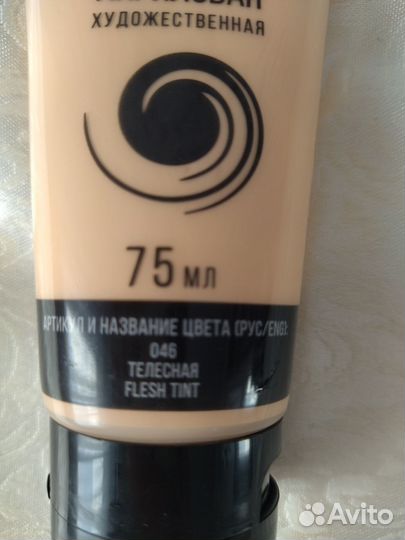 ХУДОЖЕСТВЕННАЯ
75 мл
АРТИКУЛ И НАЗВАНИЕ ЦВЕТА (РУС/ENG):
046
ТЕЛЕСНАЯ
FLESH TINT
Avito